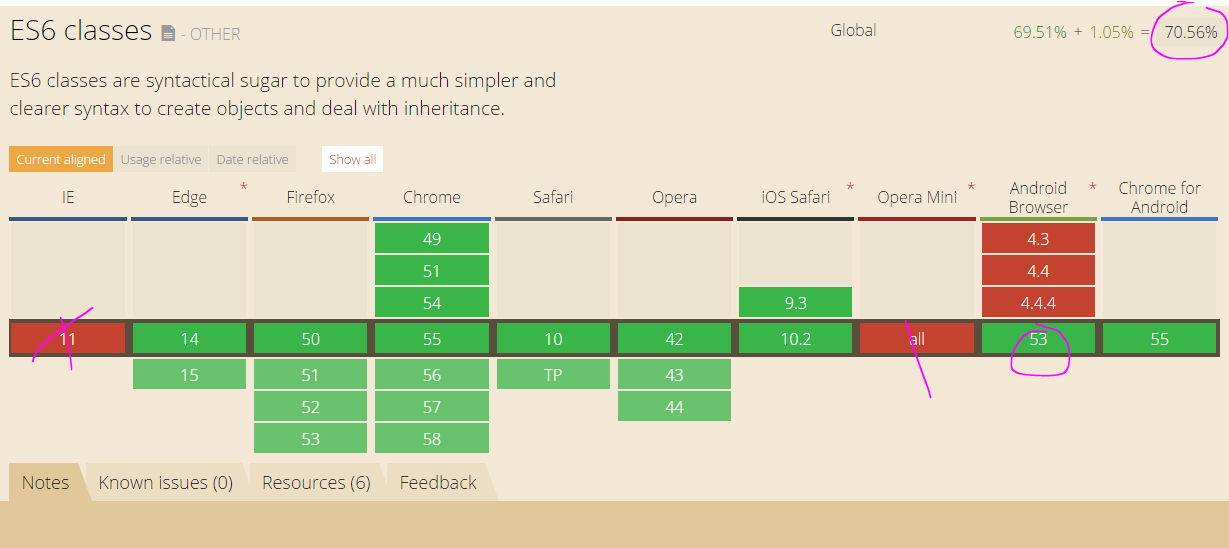 ES6 classes - OTHER Global 69.51% + 1.05% = 70.56%
ES6 classes are syntactical sugar to provide a much simpler and
clearer syntax to create objects and deal with inheritance.
Current aligned Usage relative Date relative Show all
IE Edge * Firefox Chrome Safari Opera iOS Safari * Opera Mini * Android Browser * Chrome for Android
49 4.3
51 4.4
54 9.3 4.4.4
11 14 50 55 10 42 10.2 all 53 55
15 51 56 TP 43
52 57 44
53 58
Notes Known issues (0) Resources (6) Feedback